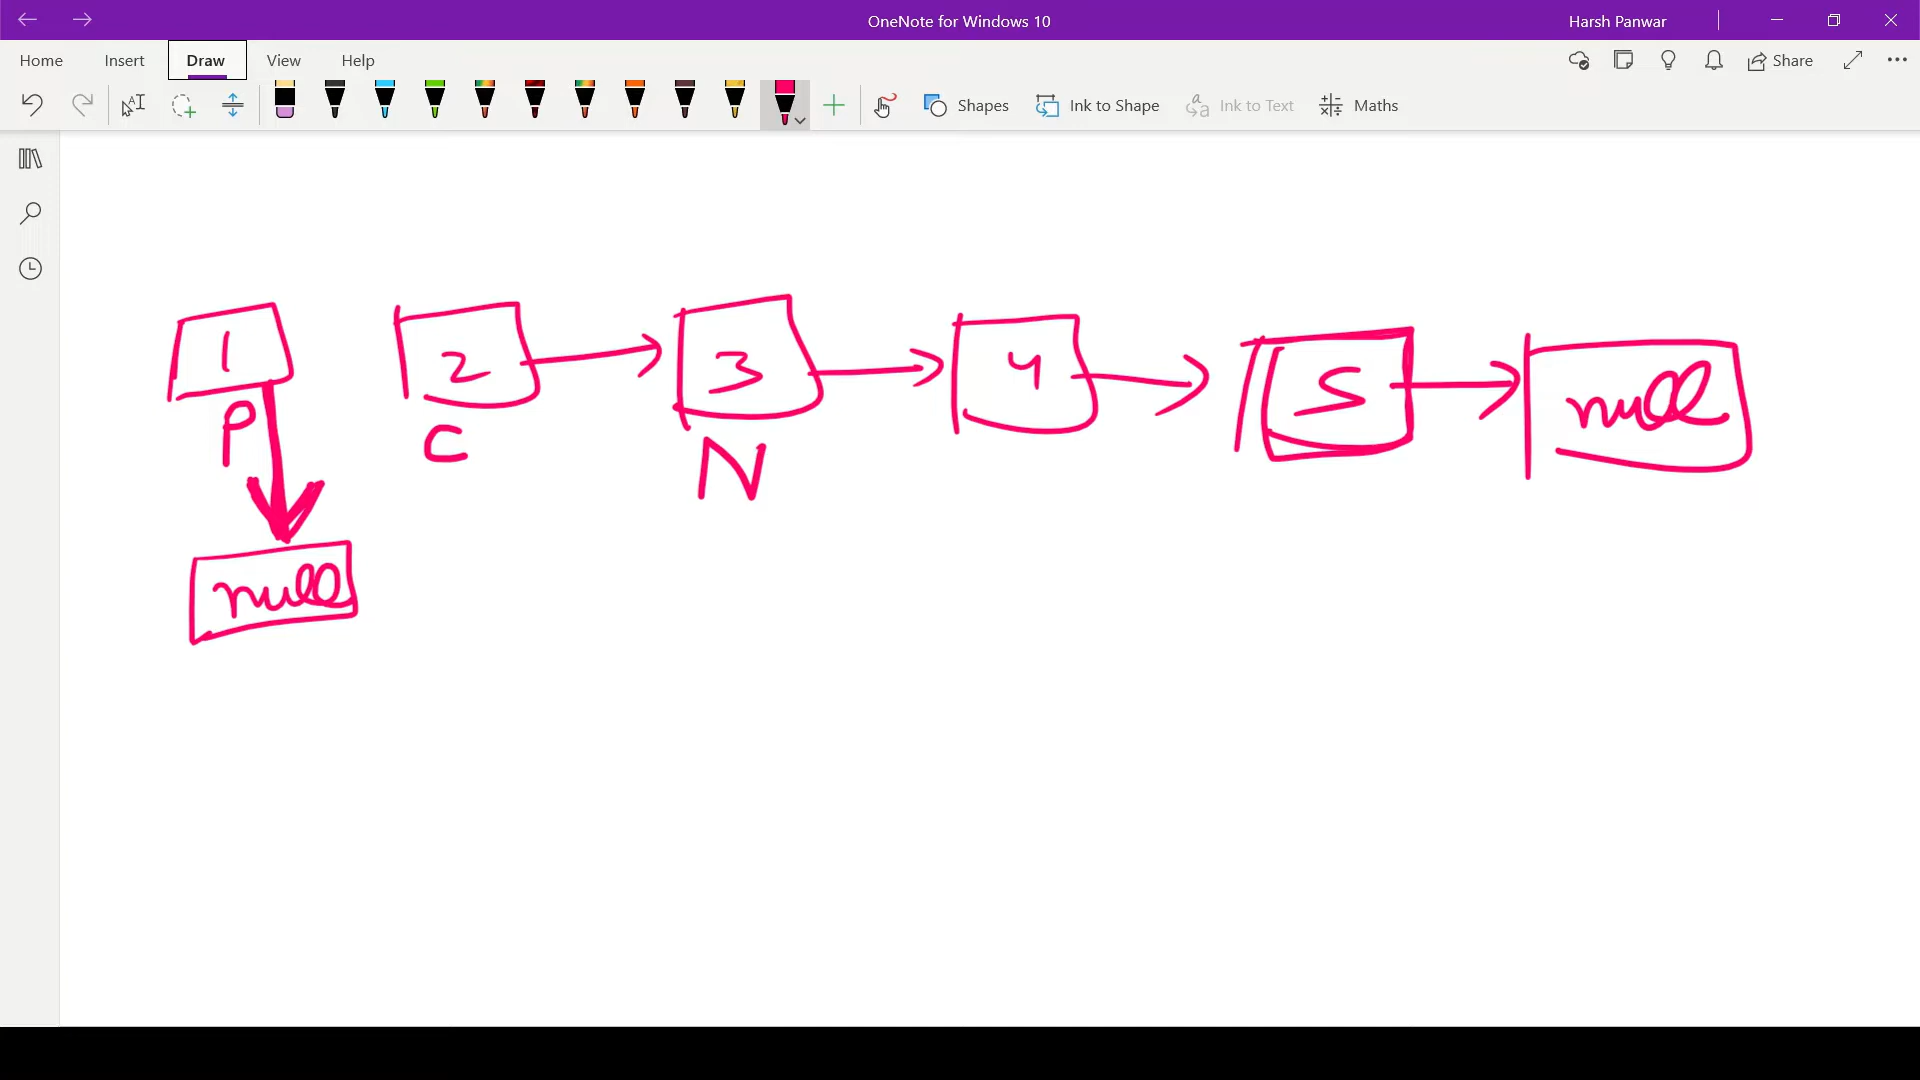 OneNote for Windows 10
Harsh Panwar
Home Insert Draw View Help
Share
Shapes Ink to Shape Ink to Text Maths
1 2 3 4 5 null
P C N
null